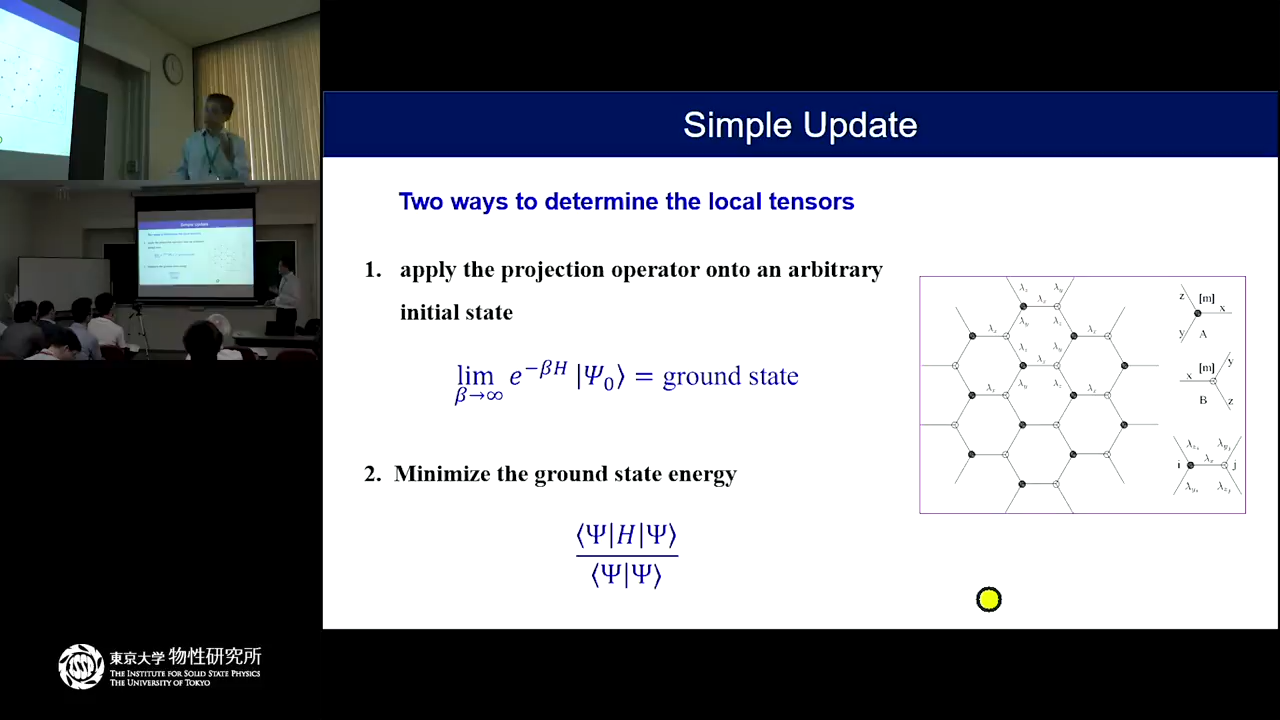 Simple Update
Two ways to determine the local tensors
1. apply the projection operator onto an arbitrary
initial state
lim β→∞ e^{-βH} |Ψ₀⟩ = ground state
2. Minimize the ground state energy
⟨Ψ|H|Ψ⟩
⟨Ψ|Ψ⟩
z [m] x
y A
[m] y
x
B z
i j
東京大学 物性研究所
THE INSTITUTE FOR SOLID STATE PHYSICS
THE UNIVERSITY OF TOKYO